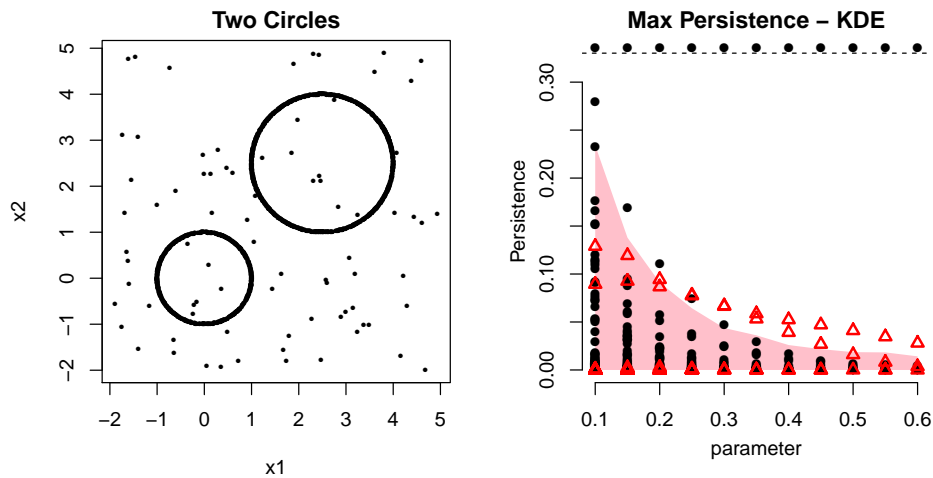 Two Circles
5
4
3
2
1
0
−1
−2
x2
−2 −1 0 1 2 3 4 5
x1
Max Persistence − KDE
0.30
0.20
0.10
0.00
Persistence
0.1 0.2 0.3 0.4 0.5 0.6
parameter